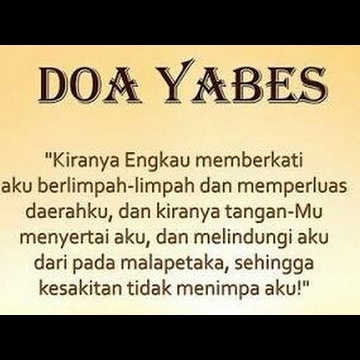 DOA YABES
"Kiranya Engkau memberkati
aku berlimpah-limpah dan memperluas
daerahku, dan kiranya tangan-Mu
menyertai aku, dan melindungi aku
dari pada malapetaka, sehingga
kesakitan tidak menimpa aku!"